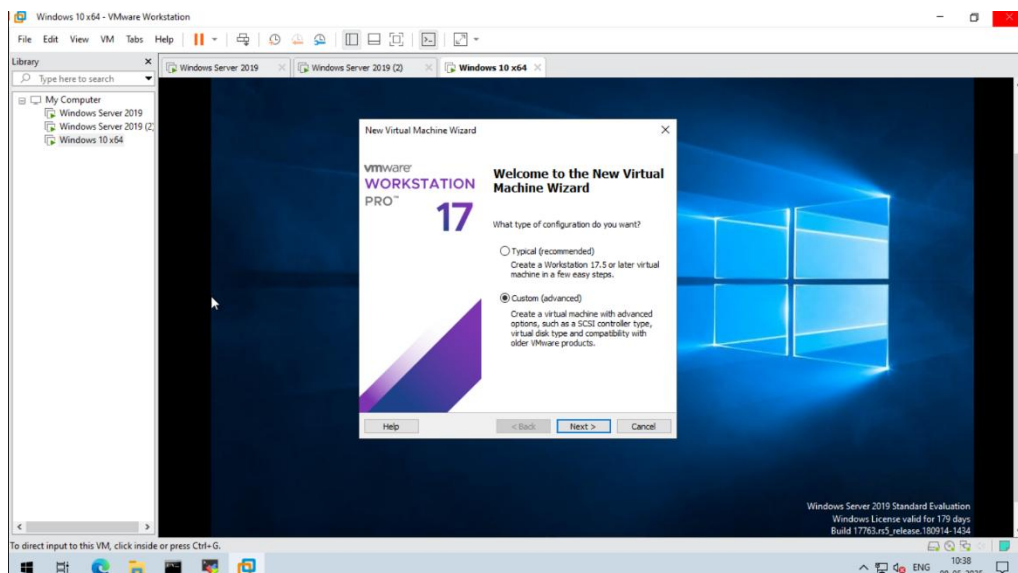 Windows 10 x64 - VMware Workstation
File Edit View VM Tabs Help
Library
Type here to search
My Computer
Windows Server 2019
Windows Server 2019 (2)
Windows 10 x64
Windows Server 2019
Windows Server 2019 (2)
Windows 10 x64
New Virtual Machine Wizard
vmware
WORKSTATION
PRO™
17
Welcome to the New Virtual
Machine Wizard
What type of configuration do you want?
Typical (recommended)
Create a Workstation 17.5 or later virtual
machine in a few easy steps.
Custom (advanced)
Create a virtual machine with advanced
options, such as a SCSI controller type,
virtual disk type and compatibility with
older VMware products.
Help
< Back
Next >
Cancel
Windows Server 2019 Standard Evaluation
Windows License valid for 179 days
Build 17763.rs5_release.180914-1434
To direct input to this VM, click inside or press Ctrl+G.
ENG
10:38